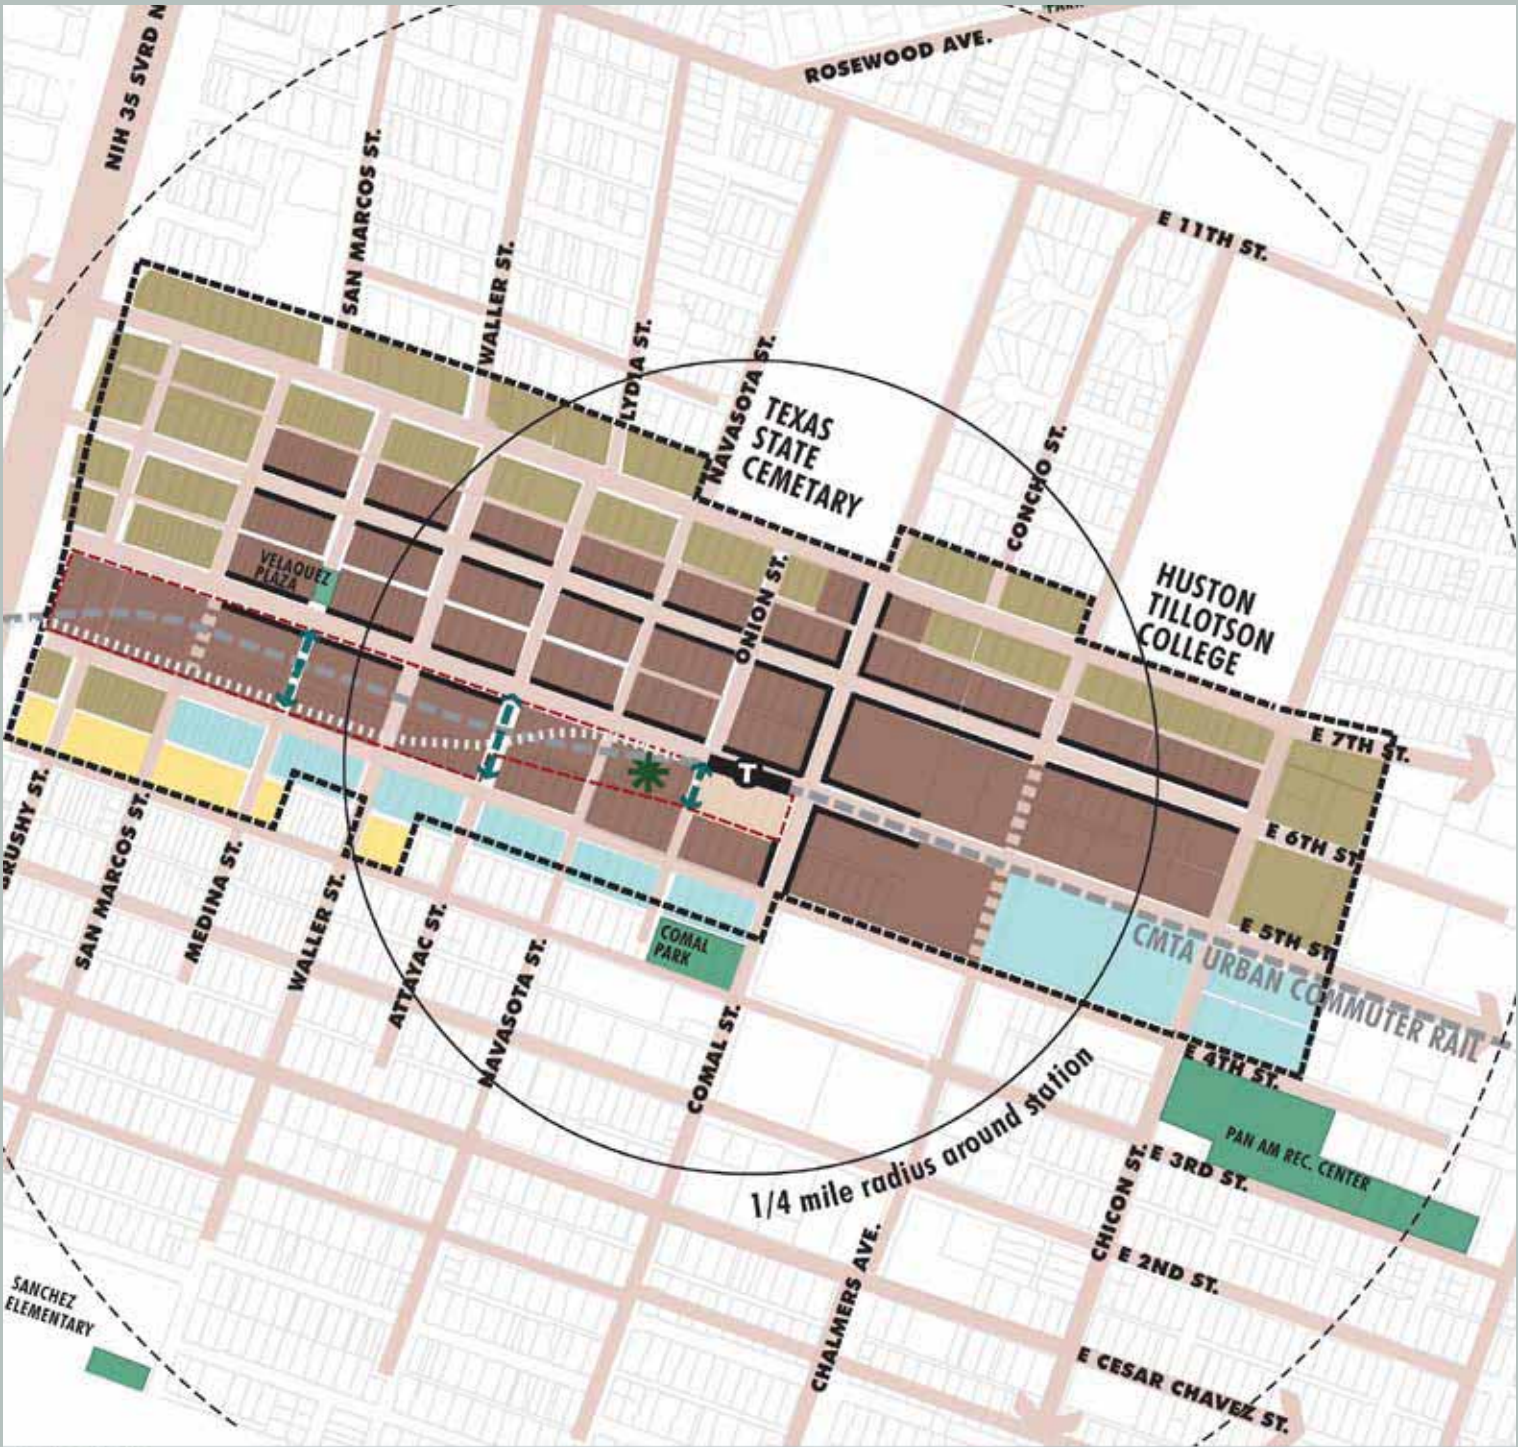 PARK
ROSEWOOD AVE.
NIH 35 SVRD N
SAN MARCOS ST.
E 11TH ST.
WALLER ST.
LYDIA ST.
NAVASOTA ST.
TEXAS
STATE
CEMETARY
CONCHO ST.
VELAQUEZ
PLAZA
ONION ST.
HUSTON
TILLOTSON
COLLEGE
E 7TH ST.
T
BRUSHY ST.
SAN MARCOS ST.
MEDINA ST.
WALLER ST.
ATTAYAC ST.
NAVASOTA ST.
COMAL
PARK
COMAL ST.
E 6TH ST.
E 5TH ST.
CMTA URBAN COMMUTER RAIL
E 4TH ST.
1/4 mile radius around station
PAN AM REC. CENTER
E 3RD ST.
CHICON ST.
E 2ND ST.
CHALMERS AVE.
SANCHEZ
ELEMENTARY
E CESAR CHAVEZ ST.